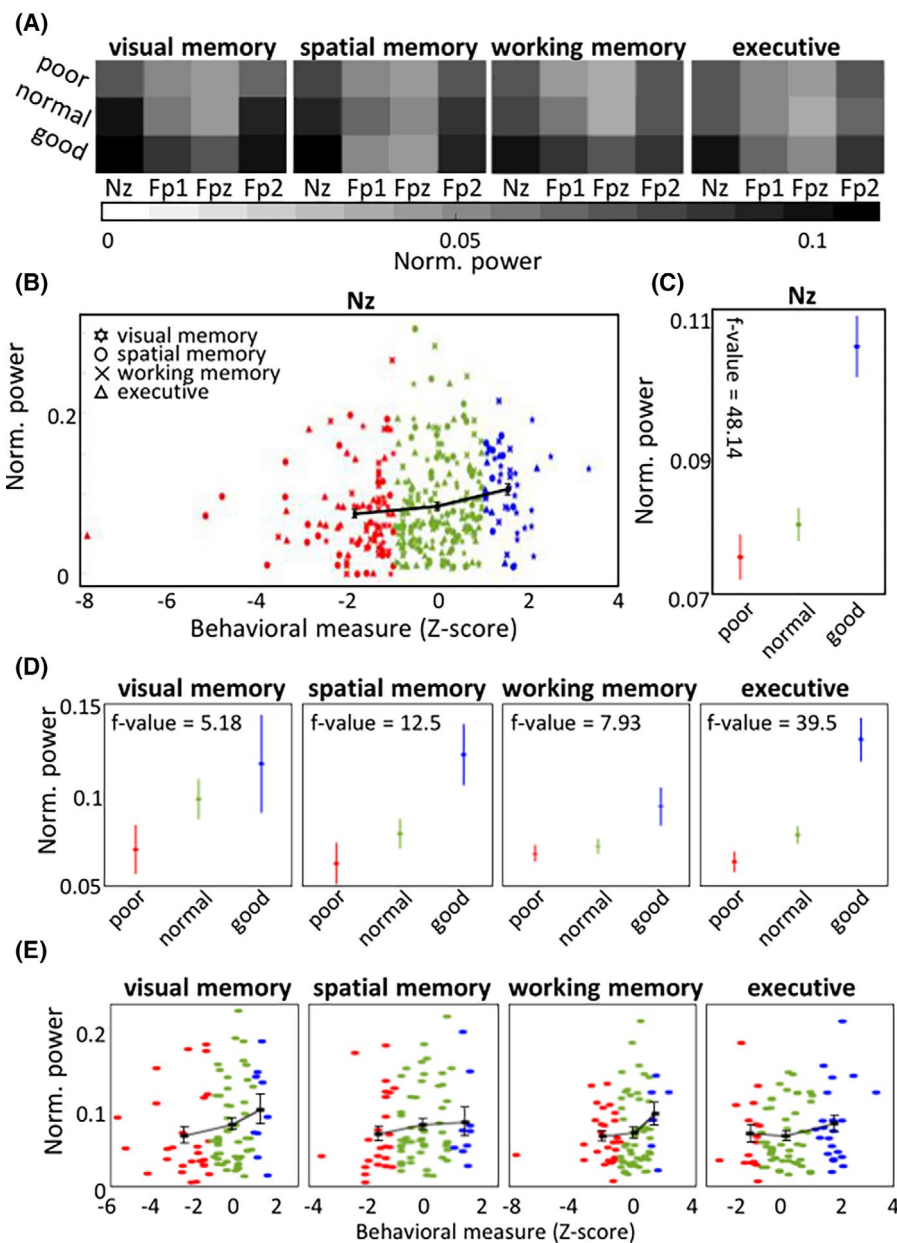 (A)
visual memory spatial memory working memory executive
poor
normal
good
Nz Fp1 Fpz Fp2 Nz Fp1 Fpz Fp2 Nz Fp1 Fpz Fp2 Nz Fp1 Fpz Fp2
0 0.05 0.1
Norm. power
(B)
Nz
✡ visual memory
○ spatial memory
× working memory
△ executive
Norm. power
0.2
0
-8 -6 -4 -2 0 2 4
Behavioral measure (Z-score)
(C)
Nz
f-value = 48.14
Norm. power
0.11
0.09
0.07
poor normal good
(D)
visual memory spatial memory working memory executive
f-value = 5.18 f-value = 12.5 f-value = 7.93 f-value = 39.5
Norm. power
0.15
0.1
0.05
poor normal good poor normal good poor normal good poor normal good
(E)
visual memory spatial memory working memory executive
Norm. power
0.2
0.1
0
-6 -4 -2 0 2 -4 -2 0 2 -8 -4 0 4 -2 0 2 4
Behavioral measure (Z-score)